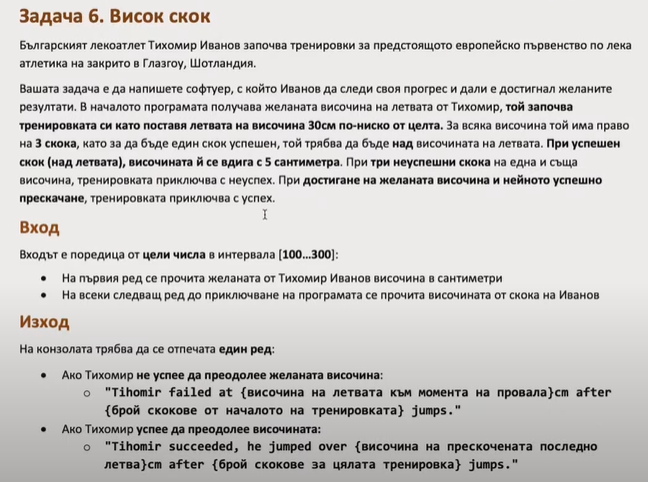 Задача 6. Висок скок
Българският лекоатлет Тихомир Иванов започва тренировки за предстоящото европейско първенство по лека
атлетика на закрито в Глазгоу, Шотландия.
Вашата задача е да напишете софтуер, с който Иванов да следи своя прогрес и дали е достигнал желаните
резултати. В началото програмата получава желаната височина на летвата от Тихомир, той започва
тренировката си като поставя летвата на височина 30см по-ниско от целта. За всяка височина той има право
на 3 скока, като за да бъде един скок успешен, той трябва да бъде над височината на летвата. При успешен
скок (над летвата), височината й се вдига с 5 сантиметра. При три неуспешни скока на една и съща
височина, тренировката приключва с неуспех. При достигане на желаната височина и нейното успешно
прескачане, тренировката приключва с успех.
Вход
Входът е поредица от цели числа в интервала [100…300]:
• На първия ред се прочита желаната от Тихомир Иванов височина в сантиметри
• На всеки следващ ред до приключване на програмата се прочита височината от скока на Иванов
Изход
На конзолата трябва да се отпечата един ред:
• Ако Тихомир не успее да преодолее желаната височина:
o "Tihomir failed at {височина на летвата към момента на провала}cm after
{брой скокове от началото на тренировката} jumps."
• Ако Тихомир успее да преодолее височината:
o "Tihomir succeeded, he jumped over {височина на прескочената последно
летва}cm after {брой скокове за цялата тренировка} jumps."